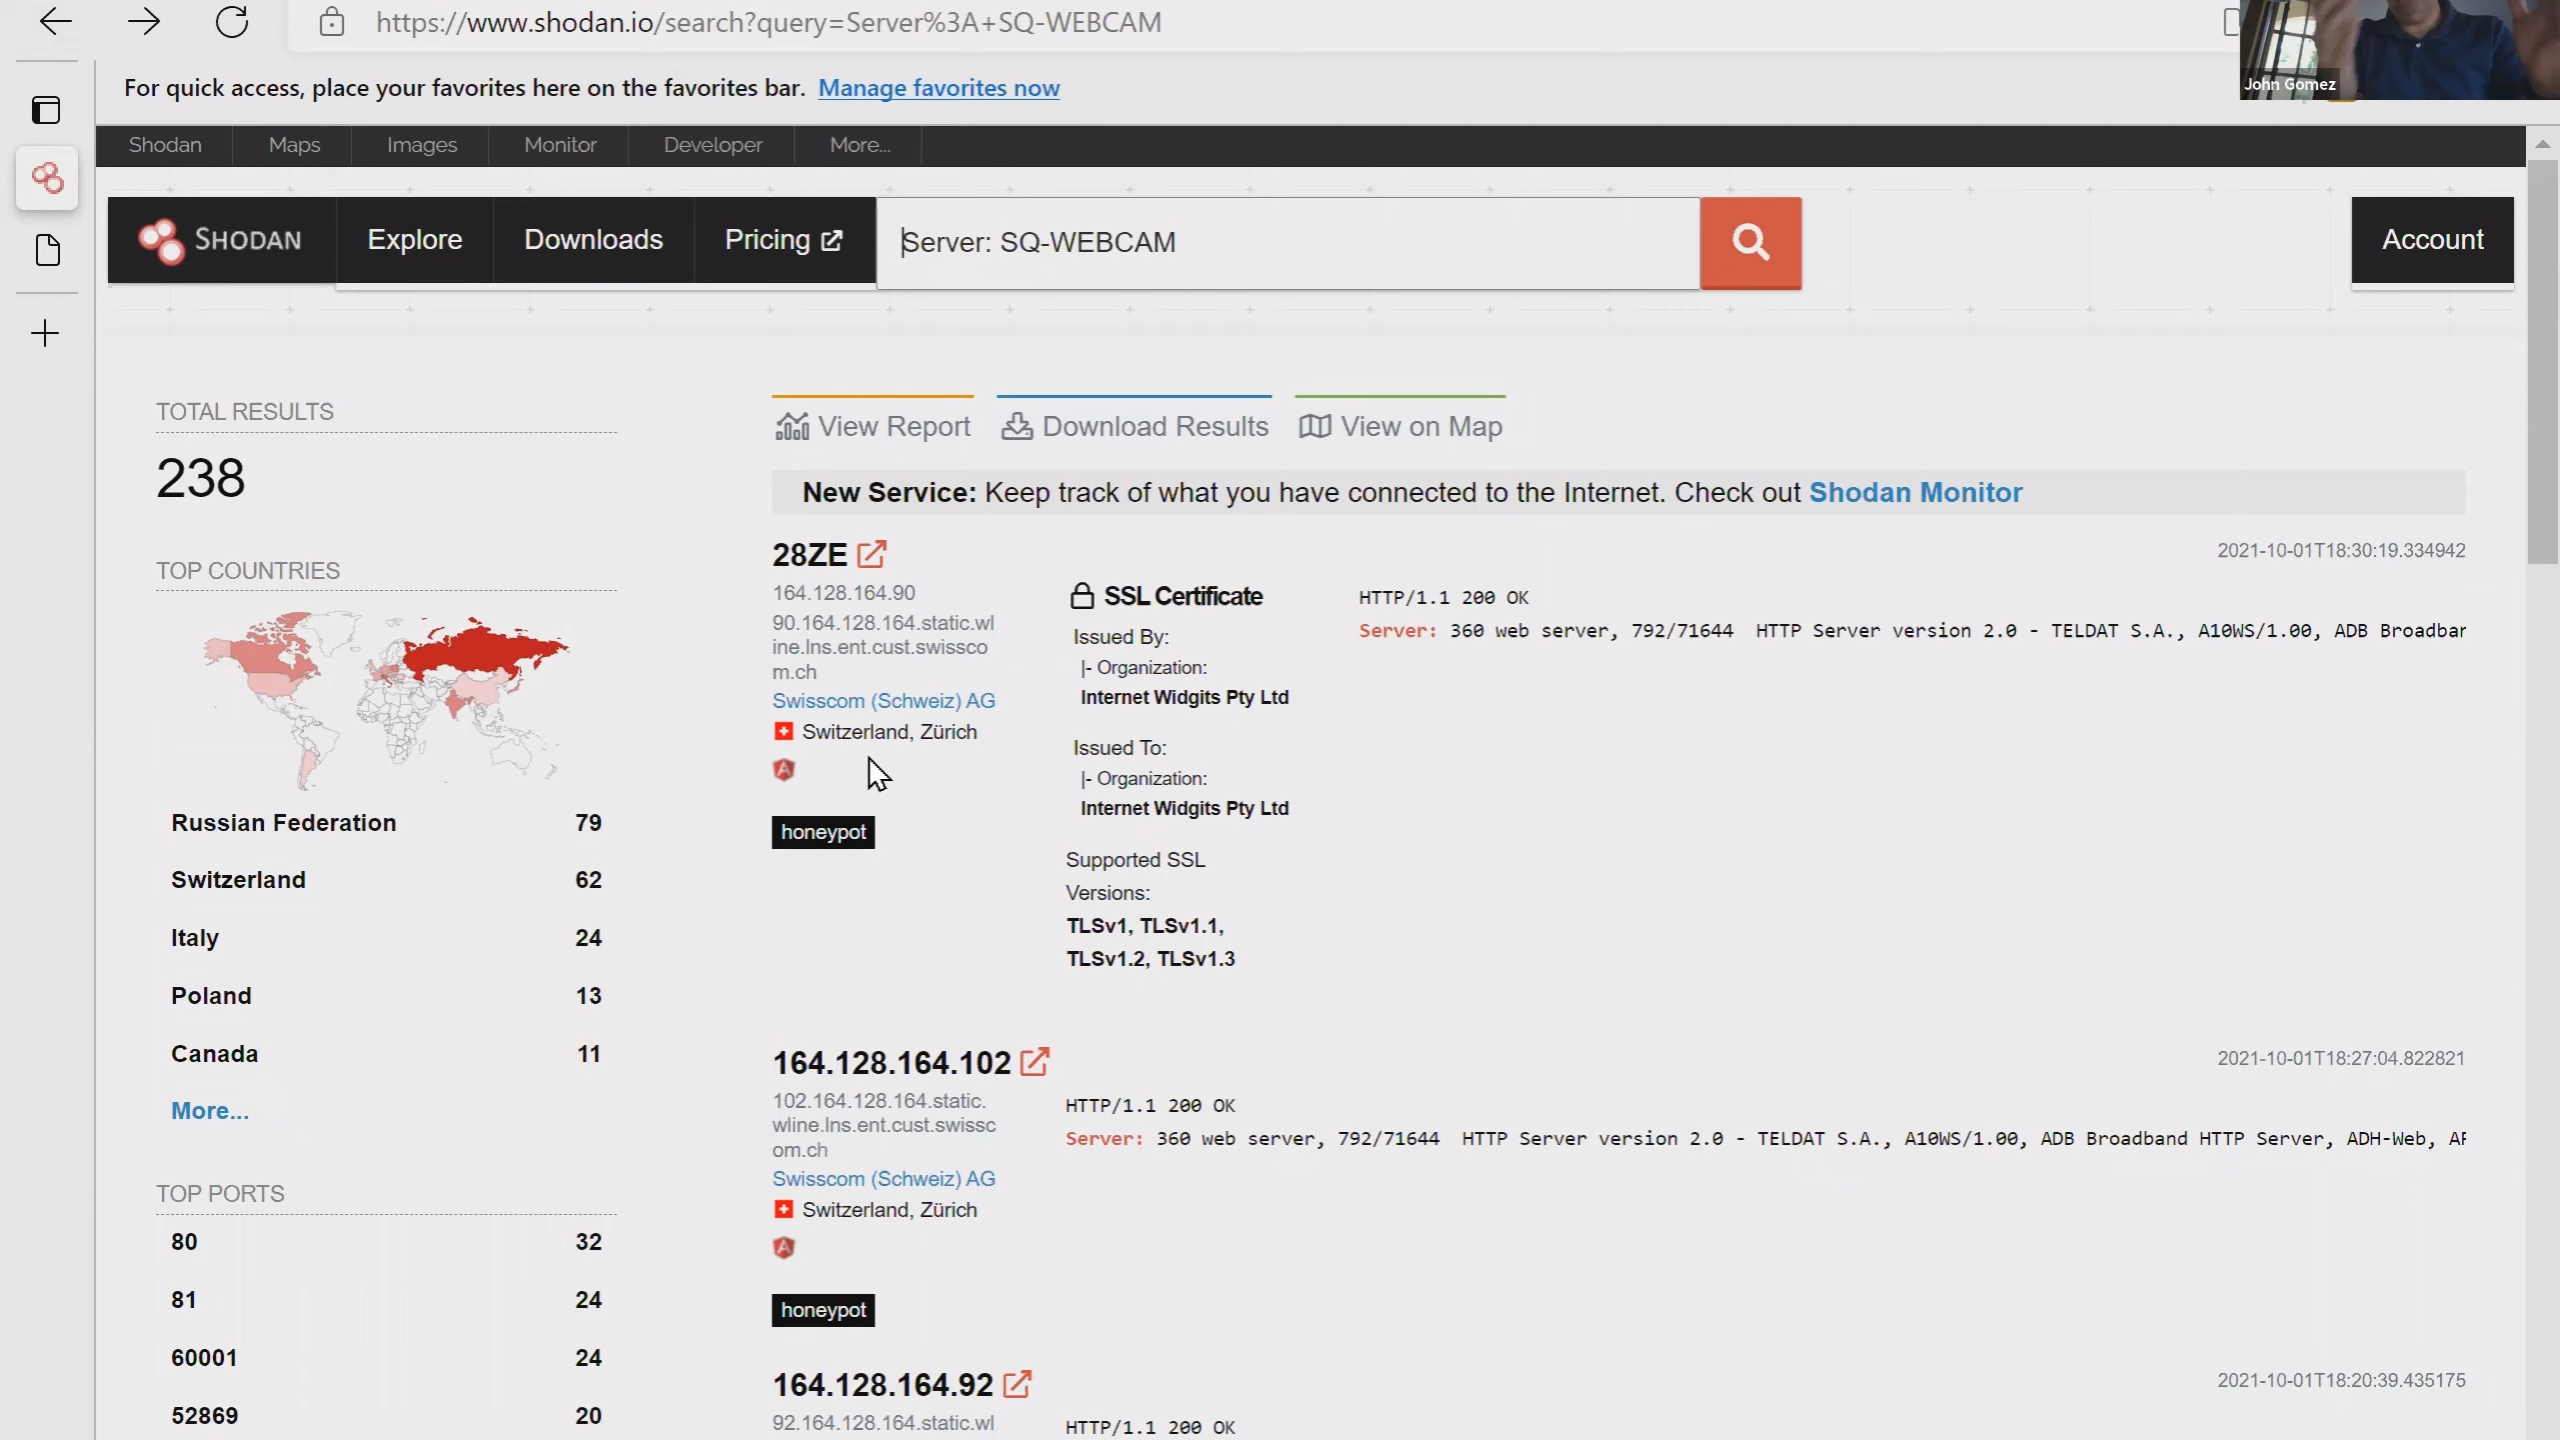 https://www.shodan.io/search?query=Server%3A+SQ-WEBCAM
John Gomez
For quick access, place your favorites here on the favorites bar. Manage favorites now
Shodan Maps Images Monitor Developer More...
SHODAN Explore Downloads Pricing Server: SQ-WEBCAM Account
TOTAL RESULTS
238
TOP COUNTRIES
Russian Federation 79
Switzerland 62
Italy 24
Poland 13
Canada 11
More...
TOP PORTS
80 32
81 24
60001 24
52869 20
View Report Download Results View on Map
New Service: Keep track of what you have connected to the Internet. Check out Shodan Monitor
28ZE
2021-10-01T18:30:19.334942
164.128.164.90
90.164.128.164.static.wl
ine.lns.ent.cust.swissco
m.ch
Swisscom (Schweiz) AG
Switzerland, Zürich
honeypot
SSL Certificate
Issued By:
|- Organization:
Internet Widgits Pty Ltd
Issued To:
|- Organization:
Internet Widgits Pty Ltd
Supported SSL
Versions:
TLSv1, TLSv1.1,
TLSv1.2, TLSv1.3
HTTP/1.1 200 OK
Server: 360 web server, 792/71644  HTTP Server version 2.0 - TELDAT S.A., A10WS/1.00, ADB Broadbar
164.128.164.102
2021-10-01T18:27:04.822821
102.164.128.164.static.
wline.lns.ent.cust.swissc
om.ch
Swisscom (Schweiz) AG
Switzerland, Zürich
honeypot
HTTP/1.1 200 OK
Server: 360 web server, 792/71644  HTTP Server version 2.0 - TELDAT S.A., A10WS/1.00, ADB Broadband HTTP Server, ADH-Web, AF
164.128.164.92
2021-10-01T18:20:39.435175
92.164.128.164.static.wl
HTTP/1.1 200 OK